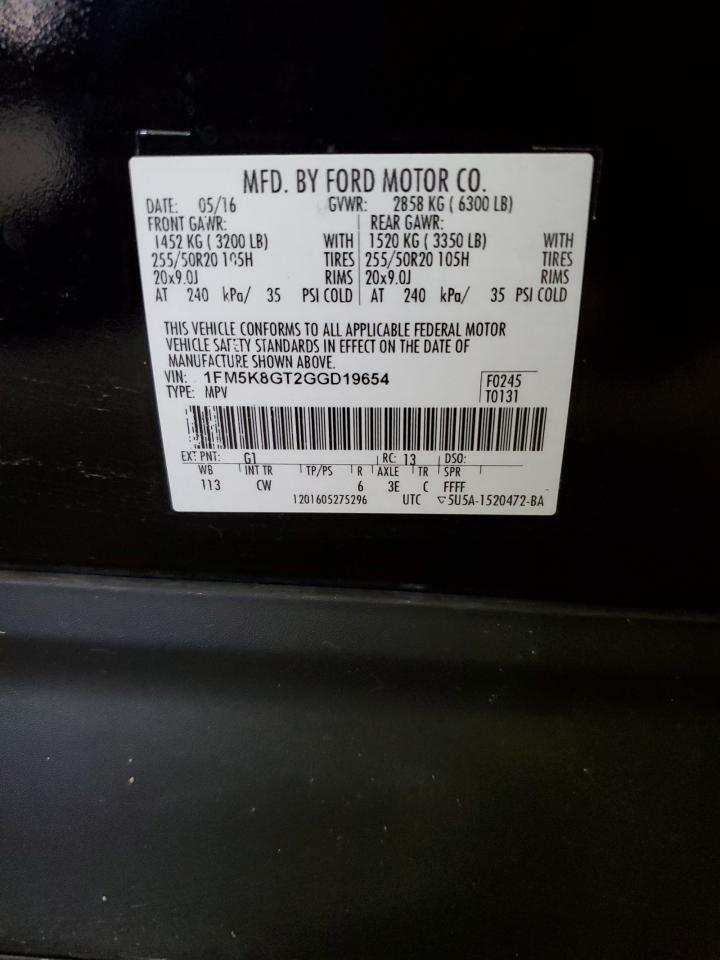 MFD. BY FORD MOTOR CO.
DATE: 05/16 GVWR: 2858 KG ( 6300 LB)
FRONT GAWR: REAR GAWR:
1452 KG ( 3200 LB) WITH 1520 KG ( 3350 LB) WITH
255/50R20 105H TIRES 255/50R20 105H TIRES
20x9.0J RIMS 20x9.0J RIMS
AT 240 kPa/ 35 PSI COLD AT 240 kPa/ 35 PSI COLD
THIS VEHICLE CONFORMS TO ALL APPLICABLE FEDERAL MOTOR
VEHICLE SAFETY STANDARDS IN EFFECT ON THE DATE OF
MANUFACTURE SHOWN ABOVE.
VIN: 1FM5K8GT2GGD19654 F0245
TYPE: MPV T0131
EXT PNT: G1 RC: 13 DSO:
WB INT TR TP/PS R AXLE TR SPR
113 CW 6 3E C FFFF
1201605275296 UTC ▽5U5A-1520472-BA